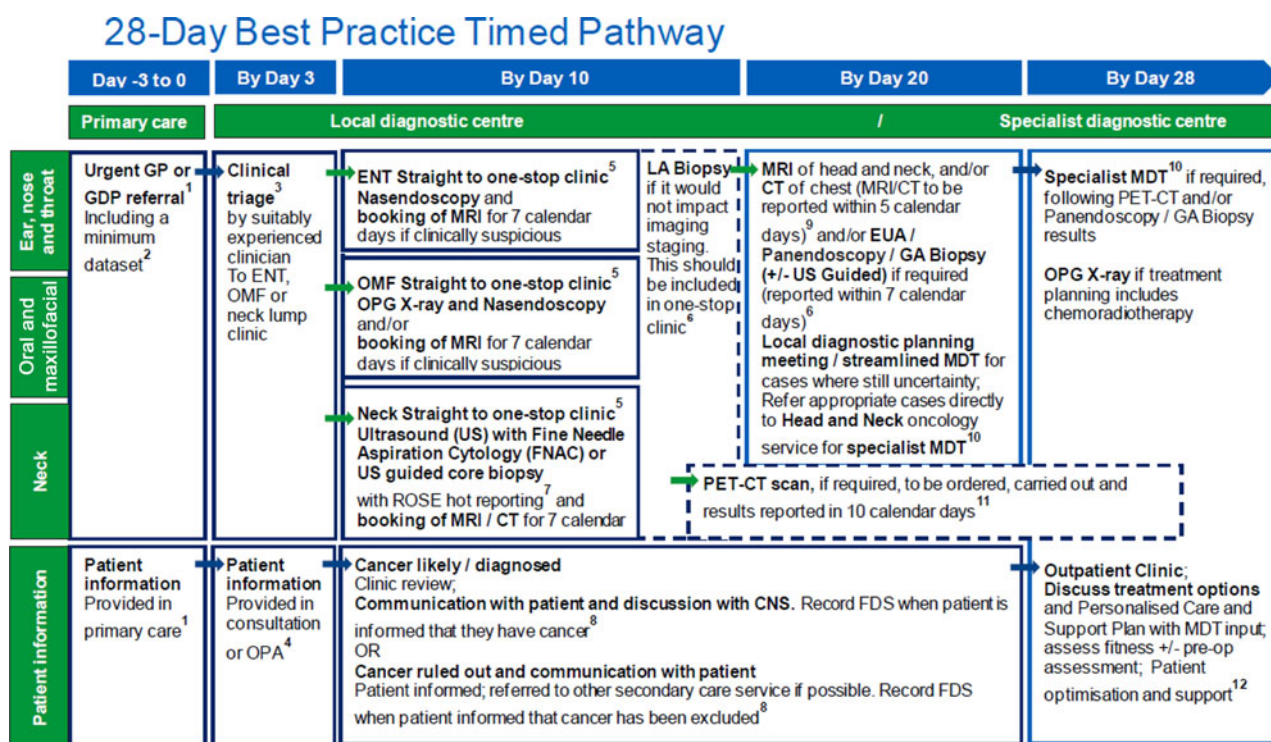 28-Day Best Practice Timed Pathway
Day -3 to 0
By Day 3
By Day 10
By Day 20
By Day 28
Primary care
Local diagnostic centre
/
Specialist diagnostic centre
Ear, nose
and throat
Oral and
maxillofacial
Neck
Urgent GP or
GDP referral1
Including a
minimum
dataset2
Clinical
triage3
by suitably
experienced
clinician
To ENT,
OMF or
neck lump
clinic
ENT Straight to one-stop clinic5
Nasendoscopy and
booking of MRI for 7 calendar
days if clinically suspicious
OMF Straight to one-stop clinic5
OPG X-ray and Nasendoscopy
and/or
booking of MRI for 7 calendar
days if clinically suspicious
Neck Straight to one-stop clinic5
Ultrasound (US) with Fine Needle
Aspiration Cytology (FNAC) or
US guided core biopsy
with ROSE hot reporting7 and
booking of MRI / CT for 7 calendar
LA Biopsy
if it would
not impact
imaging
staging.
This should
be included
in one-stop
clinic6
MRI of head and neck, and/or
CT of chest (MRI/CT to be
reported within 5 calendar
days)9 and/or EUA /
Panendoscopy / GA Biopsy
(+/- US Guided) if required
(reported within 7 calendar
days)6
Local diagnostic planning
meeting / streamlined MDT for
cases where still uncertainty;
Refer appropriate cases directly
to Head and Neck oncology
service for specialist MDT10
Specialist MDT10 if required,
following PET-CT and/or
Panendoscopy / GA Biopsy
results
OPG X-ray if treatment
planning includes
chemoradiotherapy
PET-CT scan, if required, to be ordered, carried out and
results reported in 10 calendar days11
Patient information
Patient
information
Provided in
primary care1
Patient
information
Provided in
consultation
or OPA4
Cancer likely / diagnosed
Clinic review;
Communication with patient and discussion with CNS. Record FDS when patient is
informed that they have cancer8
OR
Cancer ruled out and communication with patient
Patient informed; referred to other secondary care service if possible. Record FDS
when patient informed that cancer has been excluded8
Outpatient Clinic;
Discuss treatment options
and Personalised Care and
Support Plan with MDT input;
assess fitness +/- pre-op
assessment; Patient
optimisation and support12